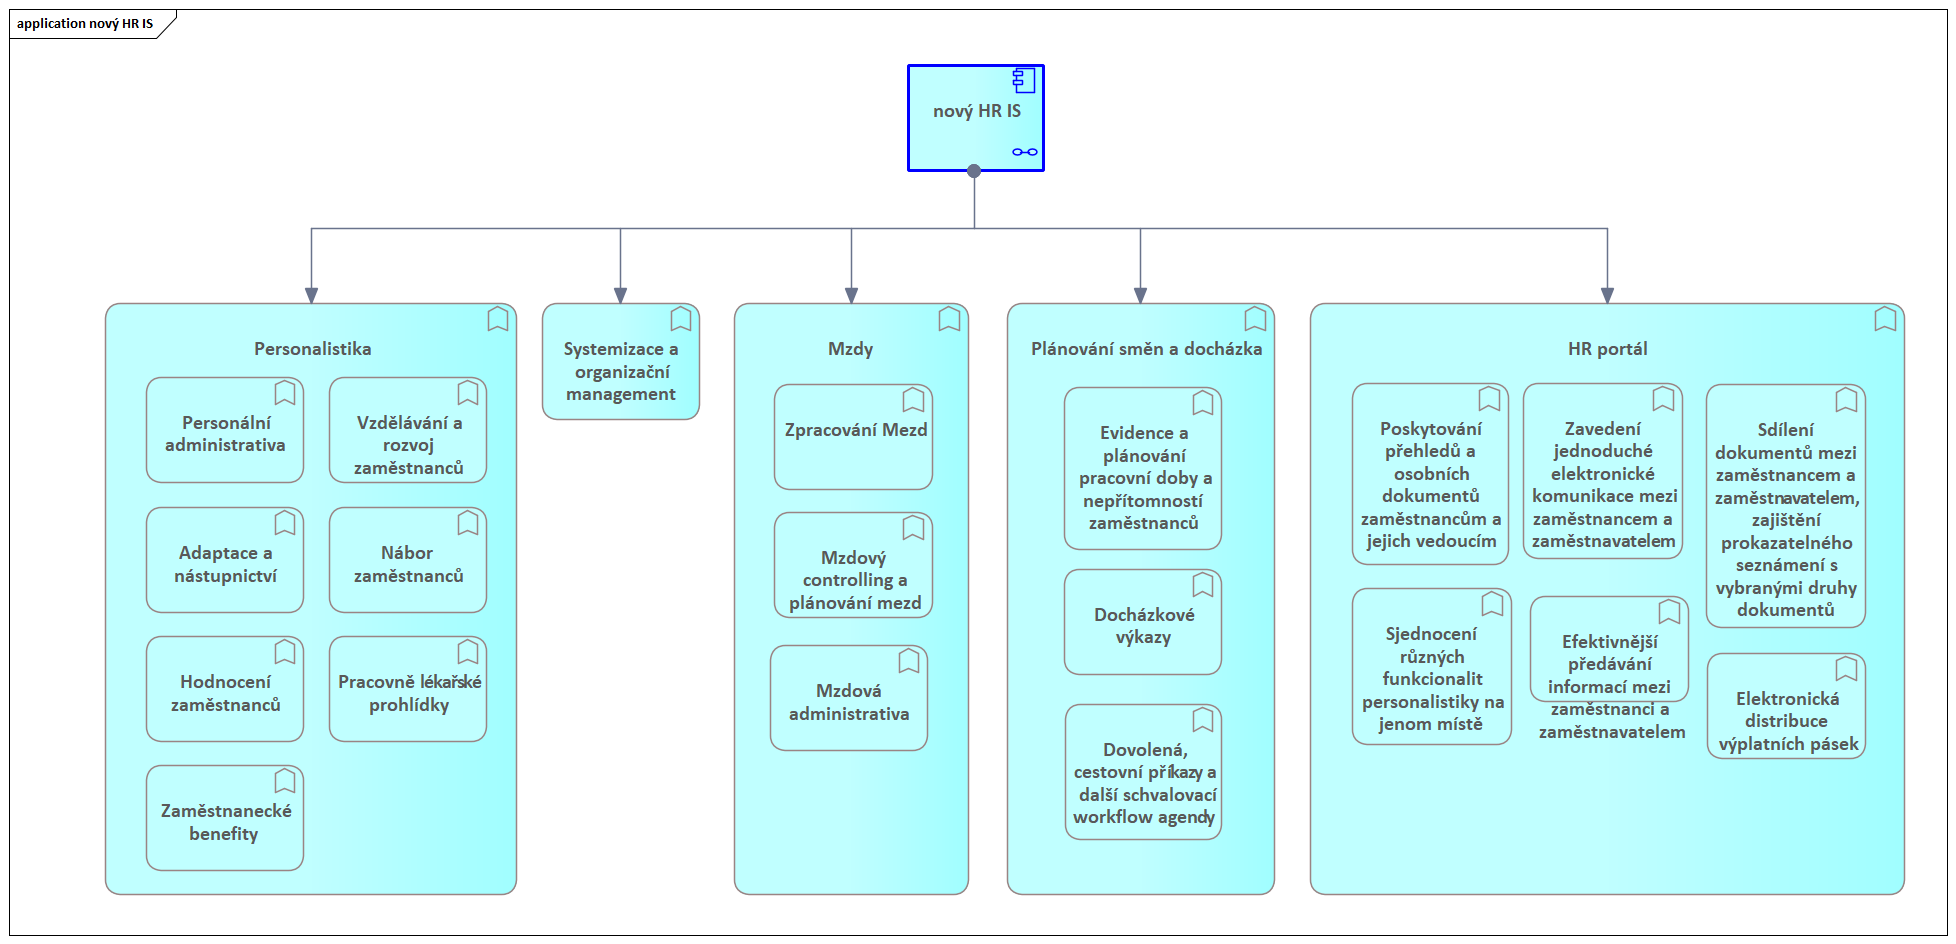 application nový HR IS
nový HR IS
Personalistika
Personální
administrativa
Vzdělávání a
rozvoj
zaměstnanců
Adaptace a
nástupnictví
Nábor
zaměstnanců
Hodnocení
zaměstnanců
Pracovně lékařské
prohlídky
Zaměstnanecké
benefity
Systemizace a
organizační
management
Mzdy
Zpracování Mezd
Mzdový
controlling a
plánování mezd
Mzdová
administrativa
Plánování směn a docházka
Evidence a
plánování
pracovní doby a
nepřítomností
zaměstnanců
Docházkové
výkazy
Dovolená,
cestovní příkazy a
další schvalovací
workflow agendy
HR portál
Poskytování
přehledů a
osobních
dokumentů
zaměstnancům a
jejich vedoucím
Zavedení
jednoduché
elektronické
komunikace mezi
zaměstnancem a
zaměstnavatelem
Sdílení
dokumentů mezi
zaměstnancem a
zaměstnavatelem,
zajištění
prokazatelného
seznámení s
vybranými druhy
dokumentů
Sjednocení
různých
funkcionalit
personalistiky na
jenom místě
Efektivnější
předávání
informací mezi
zaměstnanci a
zaměstnavatelem
Elektronická
distribuce
výplatních pásek